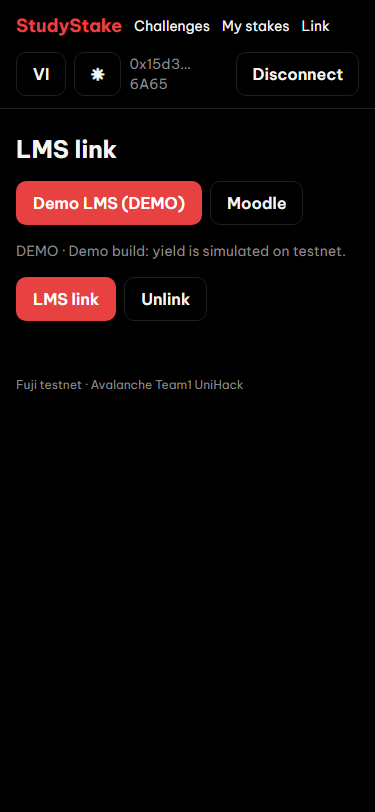 StudyStake Challenges My stakes Link
VI 0x15d3... Disconnect
6A65
LMS link
Demo LMS (DEMO) Moodle
DEMO · Demo build: yield is simulated on testnet.
LMS link Unlink
Fuji testnet · Avalanche Team1 UniHack